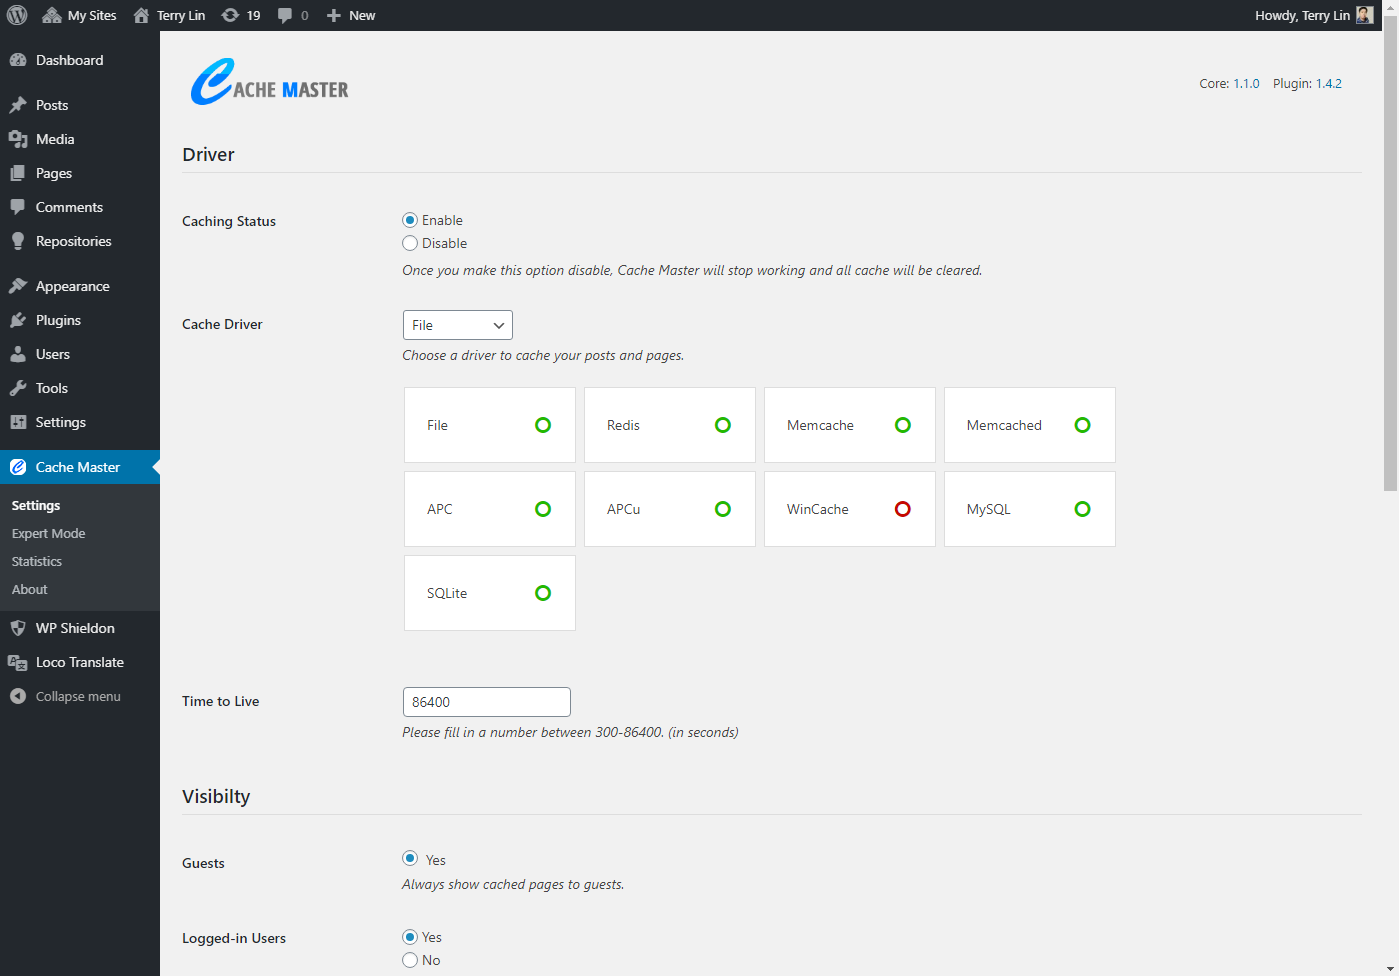 My Sites Terry Lin 19 0 New Howdy, Terry Lin
Dashboard
Posts
Media
Pages
Comments
Repositories
Appearance
Plugins
Users
Tools
Settings
Cache Master
Settings
Expert Mode
Statistics
About
WP Shieldon
Loco Translate
Collapse menu
CACHE MASTER
Core: 1.1.0 Plugin: 1.4.2
Driver
Caching Status
Enable
Disable
Once you make this option disable, Cache Master will stop working and all cache will be cleared.
Cache Driver
File
Choose a driver to cache your posts and pages.
File Redis Memcache Memcached
APC APCu WinCache MySQL
SQLite
Time to Live
86400
Please fill in a number between 300-86400. (in seconds)
Visibilty
Guests
Yes
Always show cached pages to guests.
Logged-in Users
Yes
No